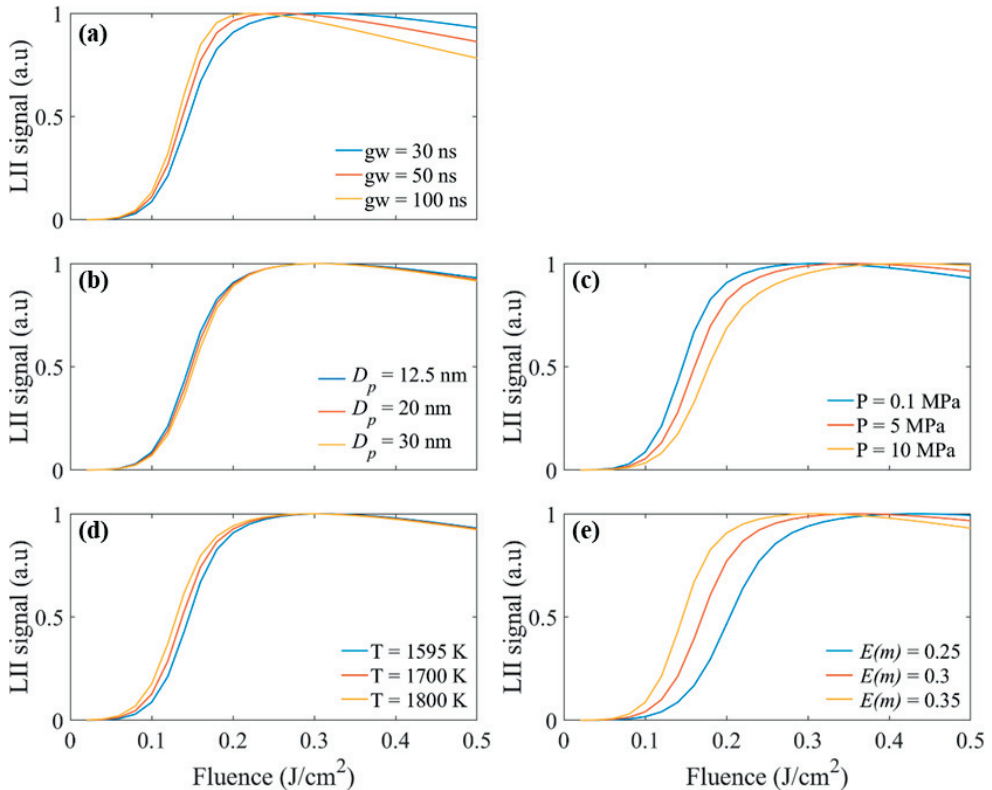 (a)
LII signal (a.u)
1
0.5
0
gw = 30 ns
gw = 50 ns
gw = 100 ns
(b)
LII signal (a.u)
1
0.5
0
D_p = 12.5 nm
D_p = 20 nm
D_p = 30 nm
(c)
LII signal (a.u)
1
0.5
0
P = 0.1 MPa
P = 5 MPa
P = 10 MPa
(d)
LII signal (a.u)
1
0.5
0
T = 1595 K
T = 1700 K
T = 1800 K
0 0.1 0.2 0.3 0.4 0.5
Fluence (J/cm²)
(e)
LII signal (a.u)
1
0.5
0
E(m) = 0.25
E(m) = 0.3
E(m) = 0.35
0 0.1 0.2 0.3 0.4 0.5
Fluence (J/cm²)